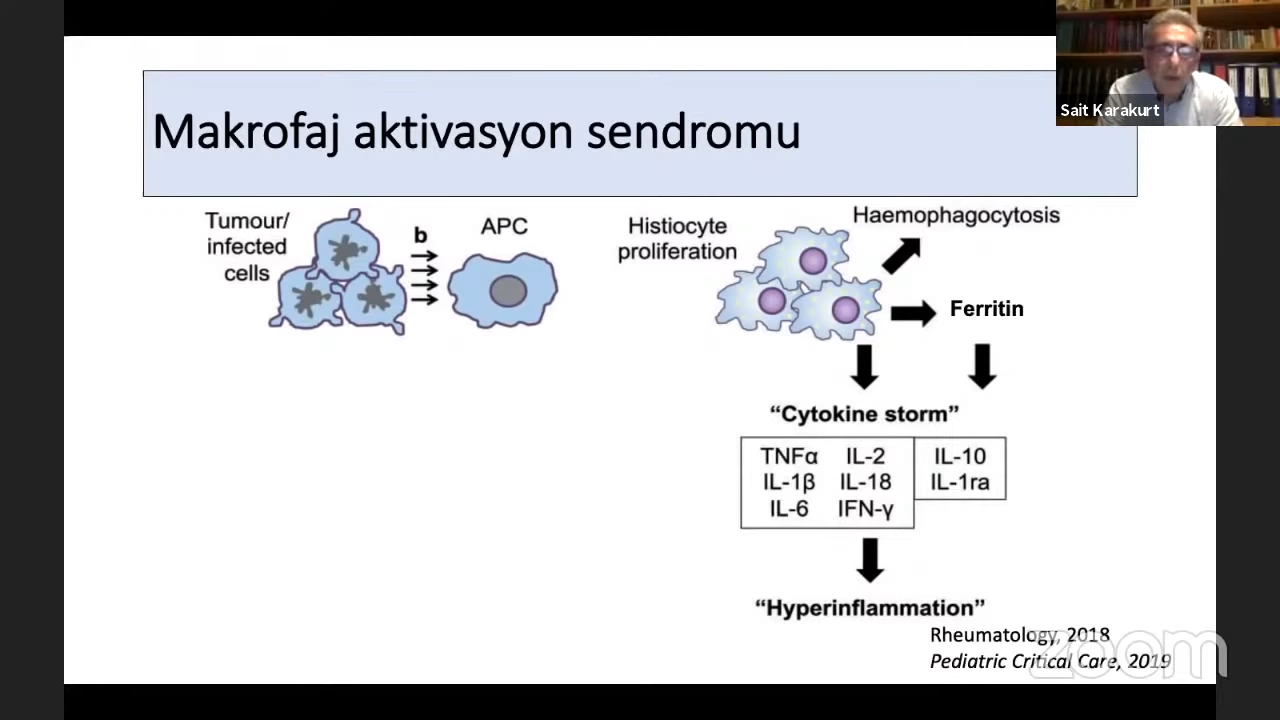 Sait Karakurt
Makrofaj aktivasyon sendromu
Tumour/
infected
cells
b
APC
Histiocyte
proliferation
Haemophagocytosis
Ferritin
“Cytokine storm”
TNFα IL-2
IL-1β IL-18
IL-6 IFN-γ
IL-10
IL-1ra
“Hyperinflammation”
Rheumatology, 2018
Pediatric Critical Care, 2019
zoom